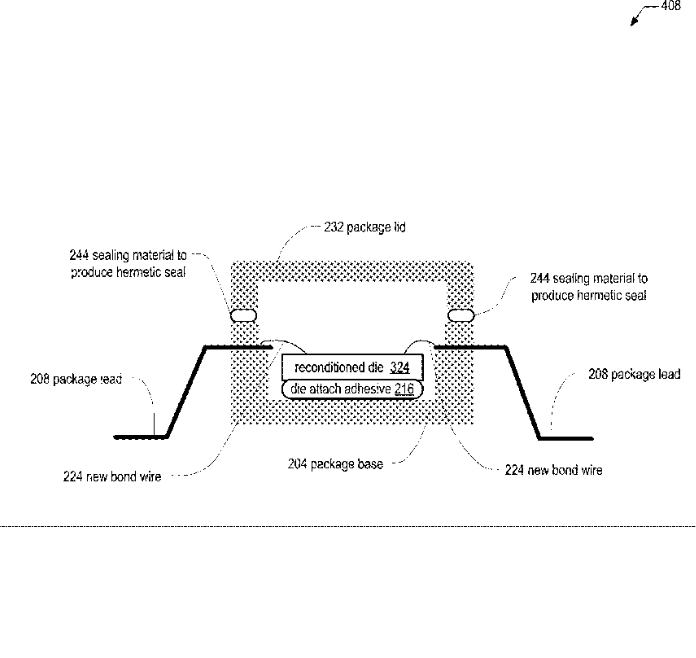 408
232 package lid
244 sealing material to
produce hermetic seal
244 sealing material to
produce hermetic seal
reconditioned die 324
die attach adhesive 216
208 package lead
208 package lead
224 new bond wire
204 package base
224 new bond wire